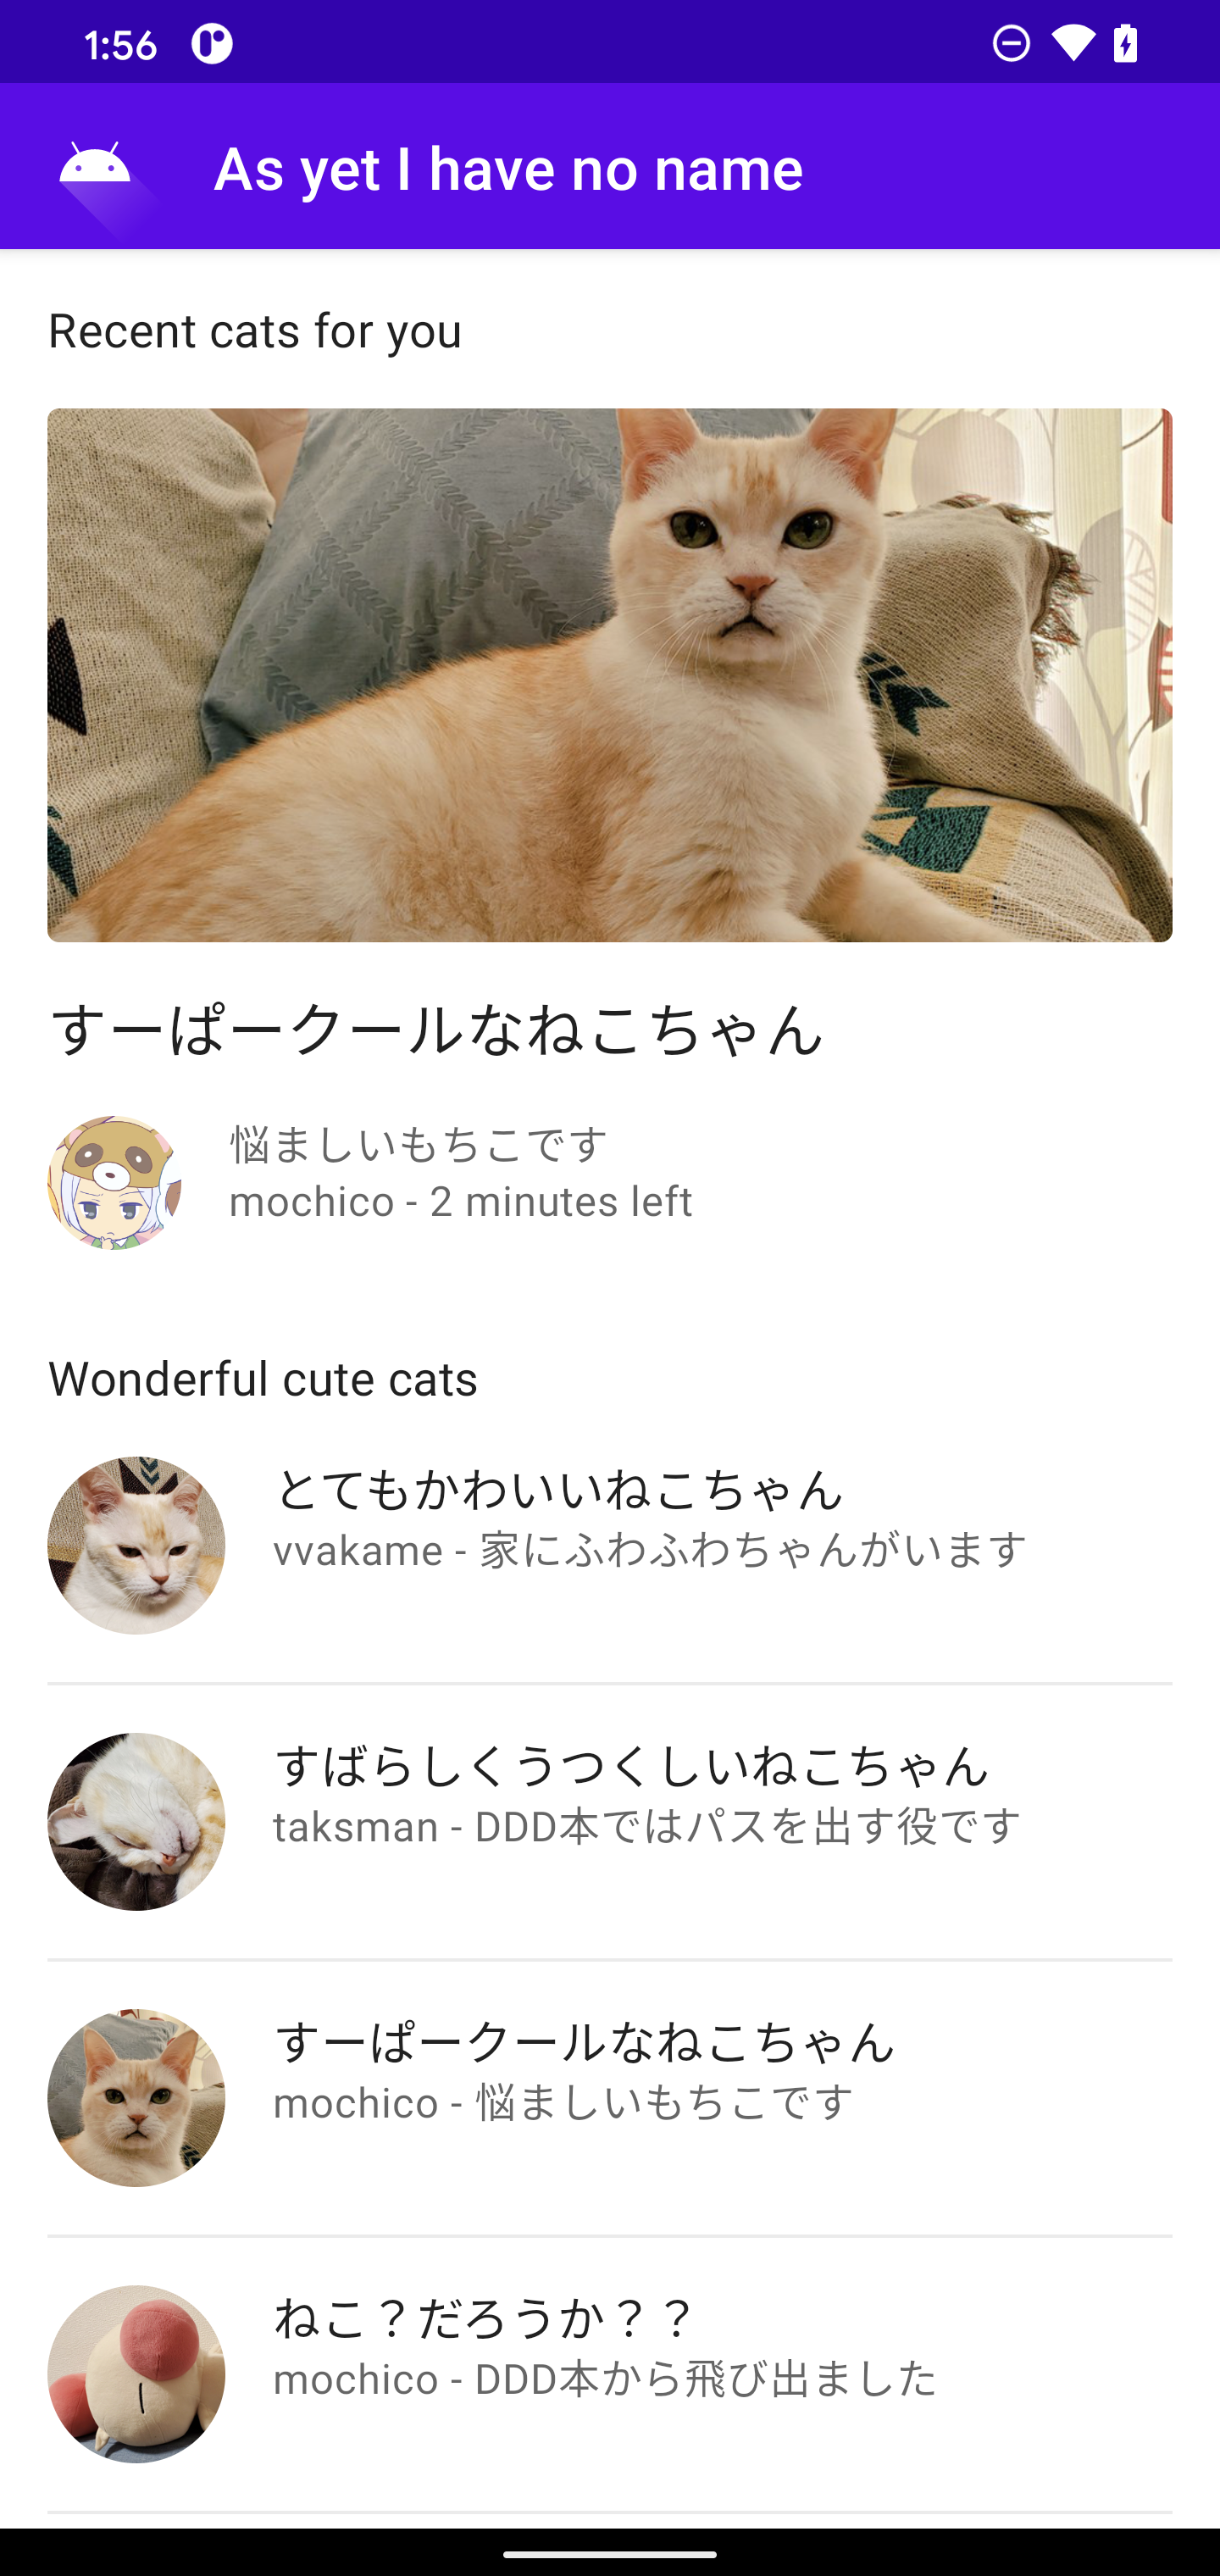 1:56
As yet I have no name
Recent cats for you
すーぱークールなねこちゃん
悩ましいもちこです
mochico - 2 minutes left
Wonderful cute cats
とてもかわいいねこちゃん
vvakame - 家にふわふわちゃんがいます
すばらしくうつくしいねこちゃん
taksman - DDD本ではパスを出す役です
すーぱークールなねこちゃん
mochico - 悩ましいもちこです
ねこ？だろうか？？
mochico - DDD本から飛び出ました